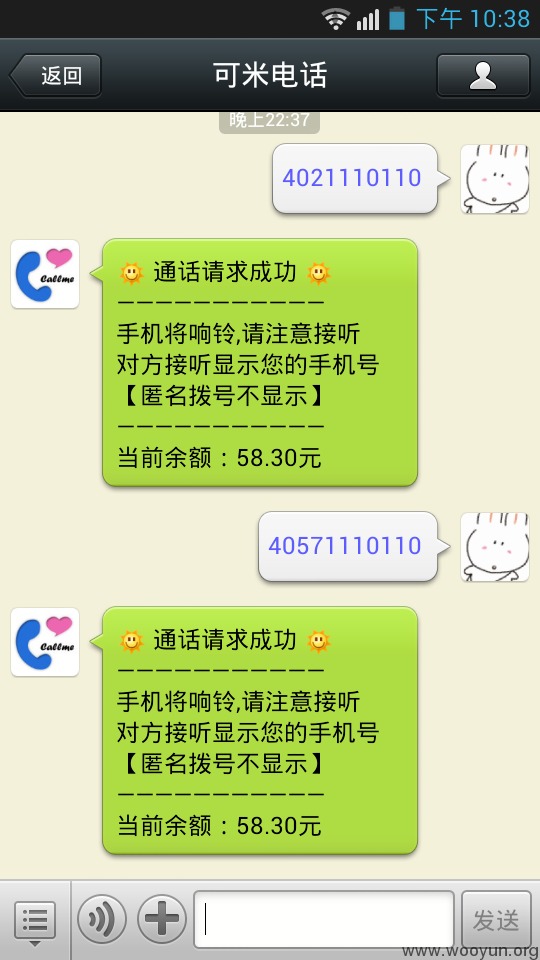 下午 10:38
返回
可米电话
晚上22:37
4021110110
Callme
通话请求成功
———————————
手机将响铃,请注意接听
对方接听显示您的手机号
【匿名拨号不显示】
———————————
当前余额：58.30元
40571110110
Callme
通话请求成功
———————————
手机将响铃,请注意接听
对方接听显示您的手机号
【匿名拨号不显示】
———————————
当前余额：58.30元
发送
www.wooyun.org